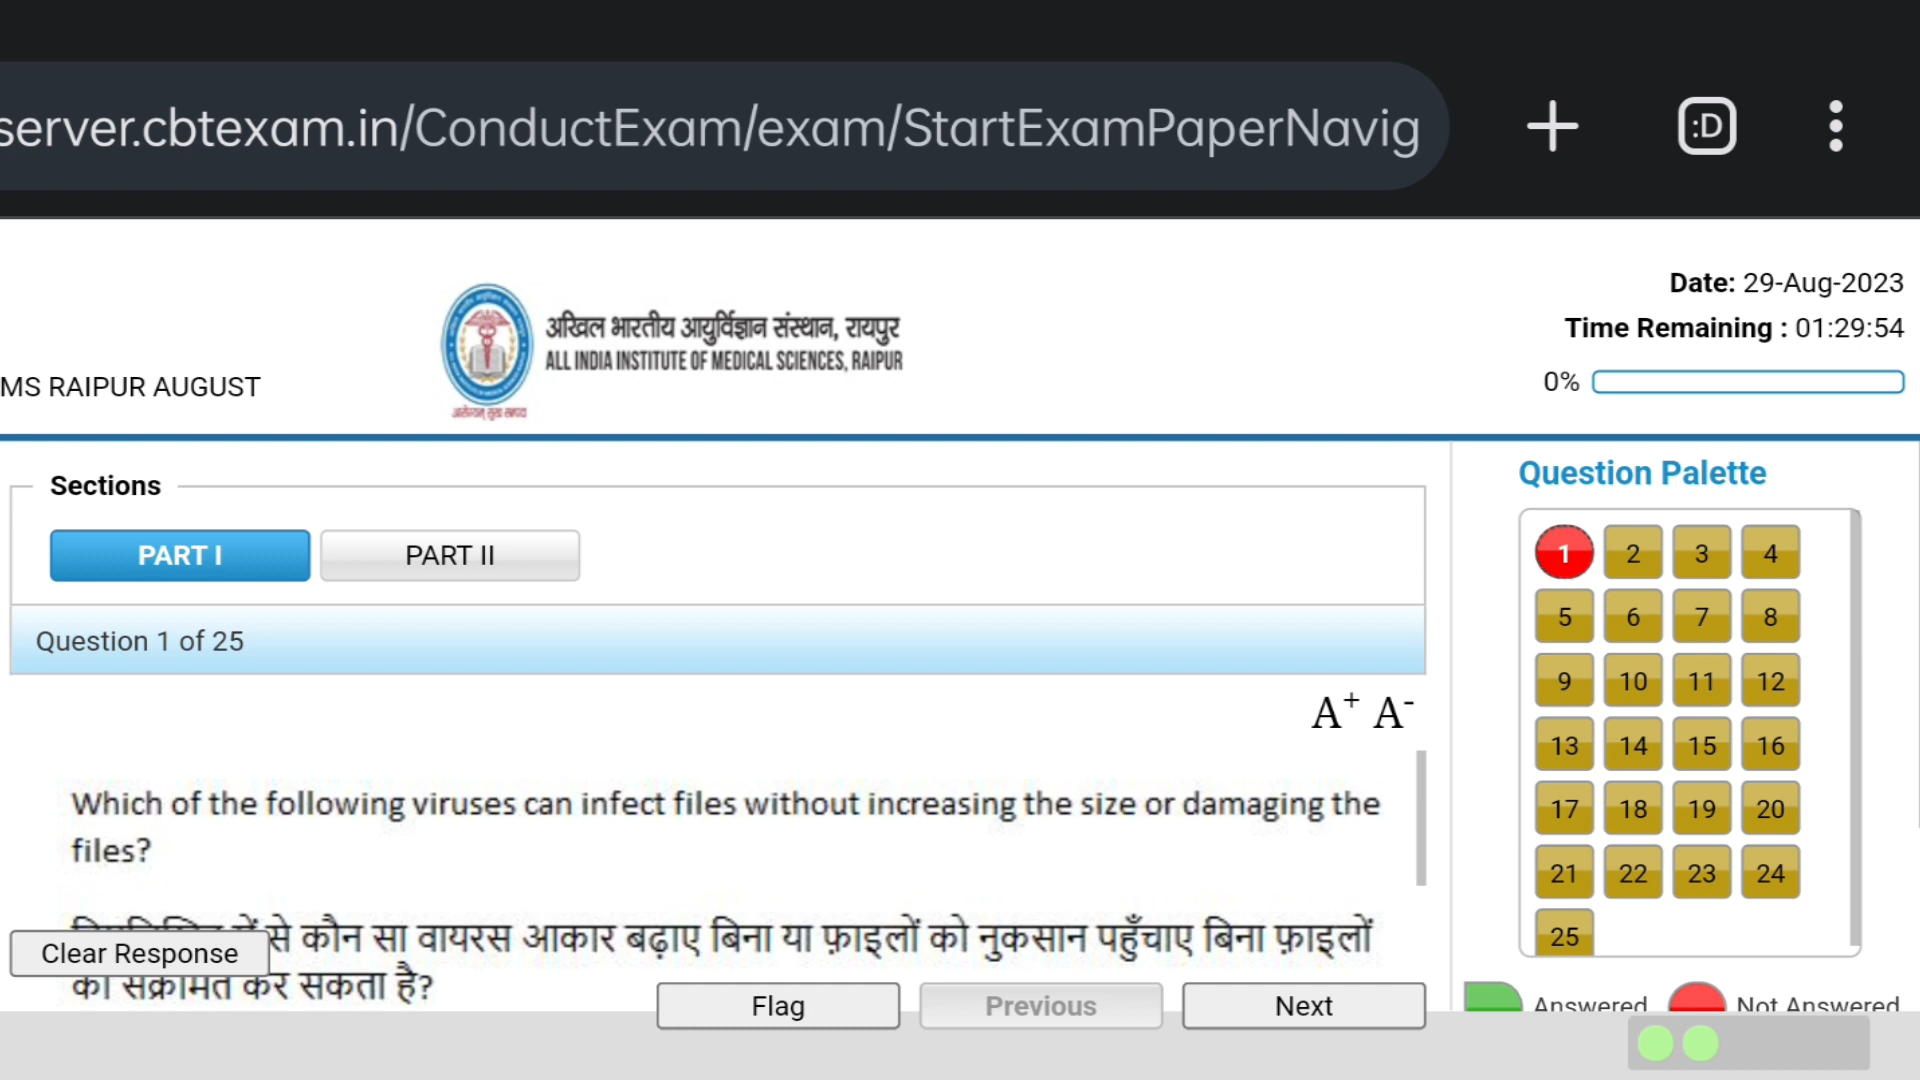 server.cbtexam.in/ConductExam/exam/StartExamPaperNavig
:D
Date: 29-Aug-2023
Time Remaining : 01:29:54
0%
अखिल भारतीय आयुर्विज्ञान संस्थान, रायपुर
ALL INDIA INSTITUTE OF MEDICAL SCIENCES, RAIPUR
MS RAIPUR AUGUST
Sections
PART I
PART II
Question 1 of 25
A+ A-
Which of the following viruses can infect files without increasing the size or damaging the
files?
में से कौन सा वायरस आकार बढ़ाए बिना या फ़ाइलों को नुकसान पहुँचाए बिना फ़ाइलों
को संक्रमित कर सकता है?
Clear Response
Flag
Previous
Next
Question Palette
1 2 3 4
5 6 7 8
9 10 11 12
13 14 15 16
17 18 19 20
21 22 23 24
25
Answered
Not Answered